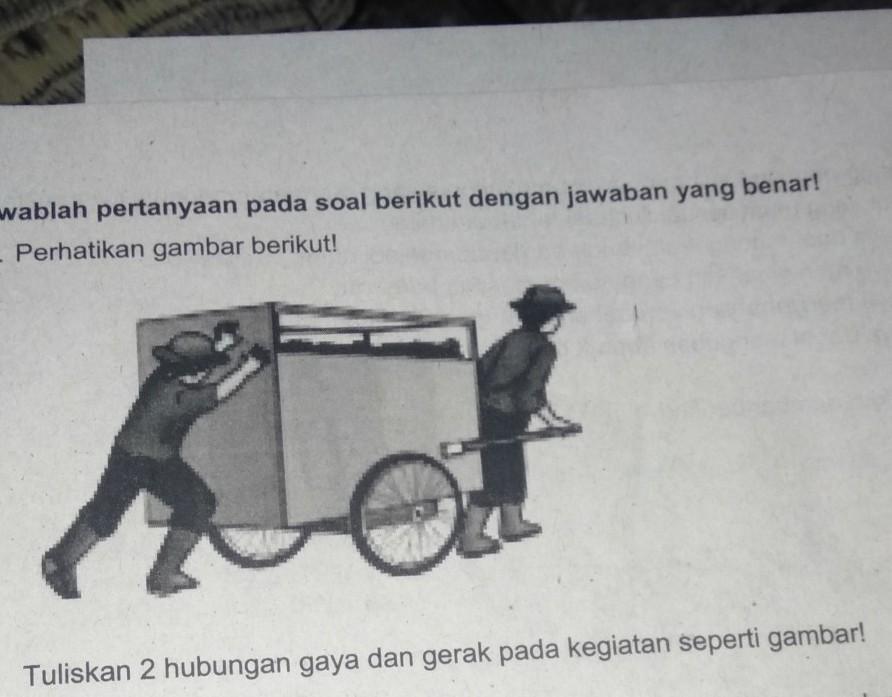 wablah pertanyaan pada soal berikut dengan jawaban yang benar!
. Perhatikan gambar berikut!
Tuliskan 2 hubungan gaya dan gerak pada kegiatan seperti gambar!